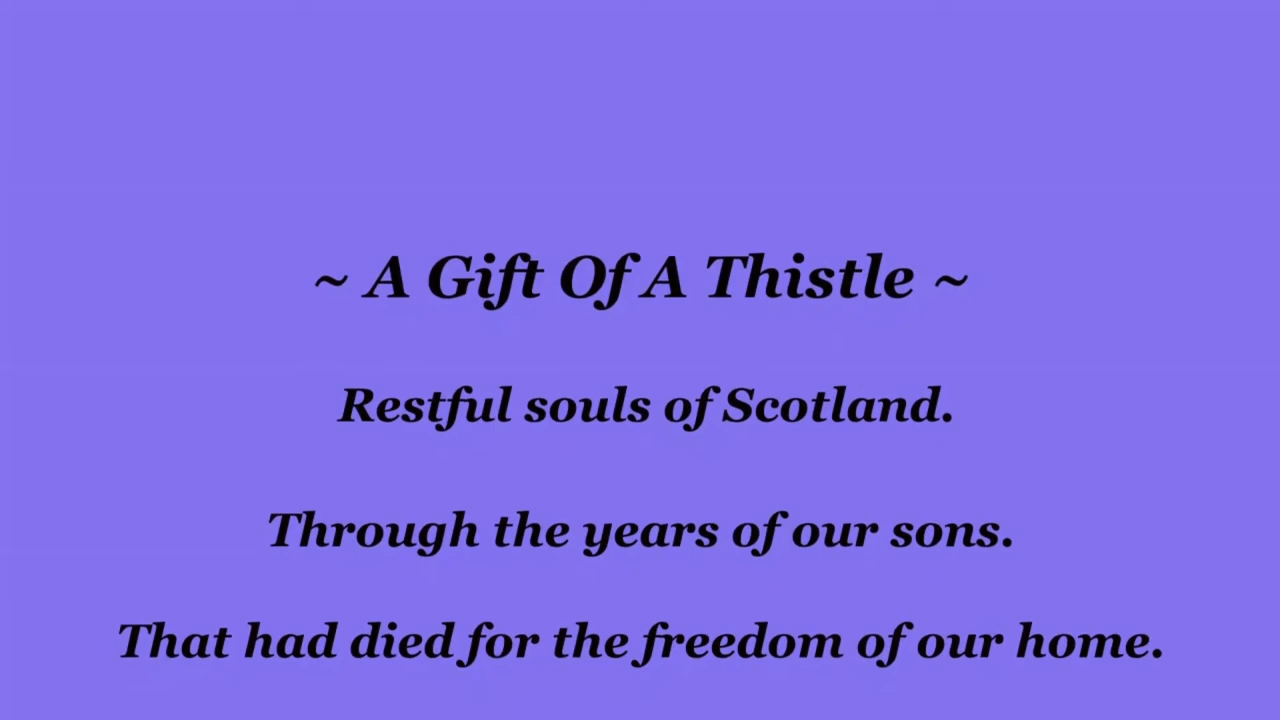 ~ A Gift Of A Thistle ~
Restful souls of Scotland.
Through the years of our sons.
That had died for the freedom of our home.